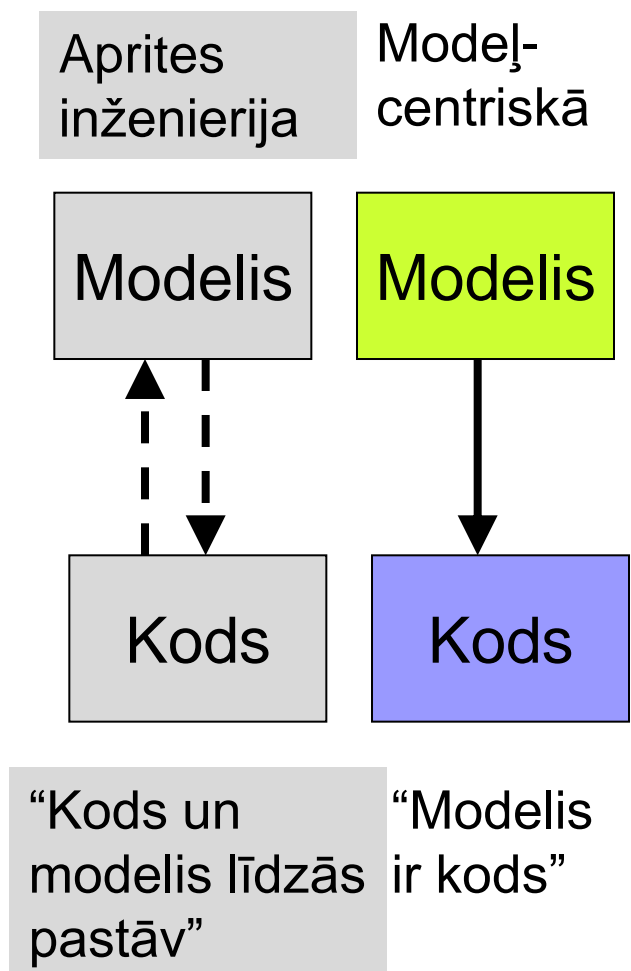 Aprites
inženierija
Modeļ-
centriskā
Modelis
Modelis
Kods
Kods
“Kods un
modelis līdzās
pastāv”
“Modelis
ir kods”